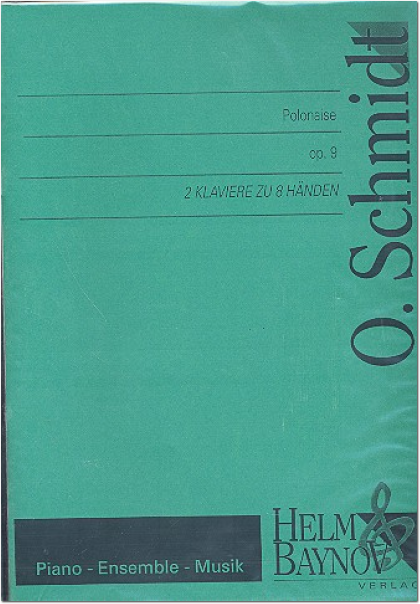 Polonaise
op. 9
2 KLAVIERE ZU 8 HÄNDEN
O. Schmidt
Piano - Ensemble - Musik
HELM &
BAYNOV
VERLAG